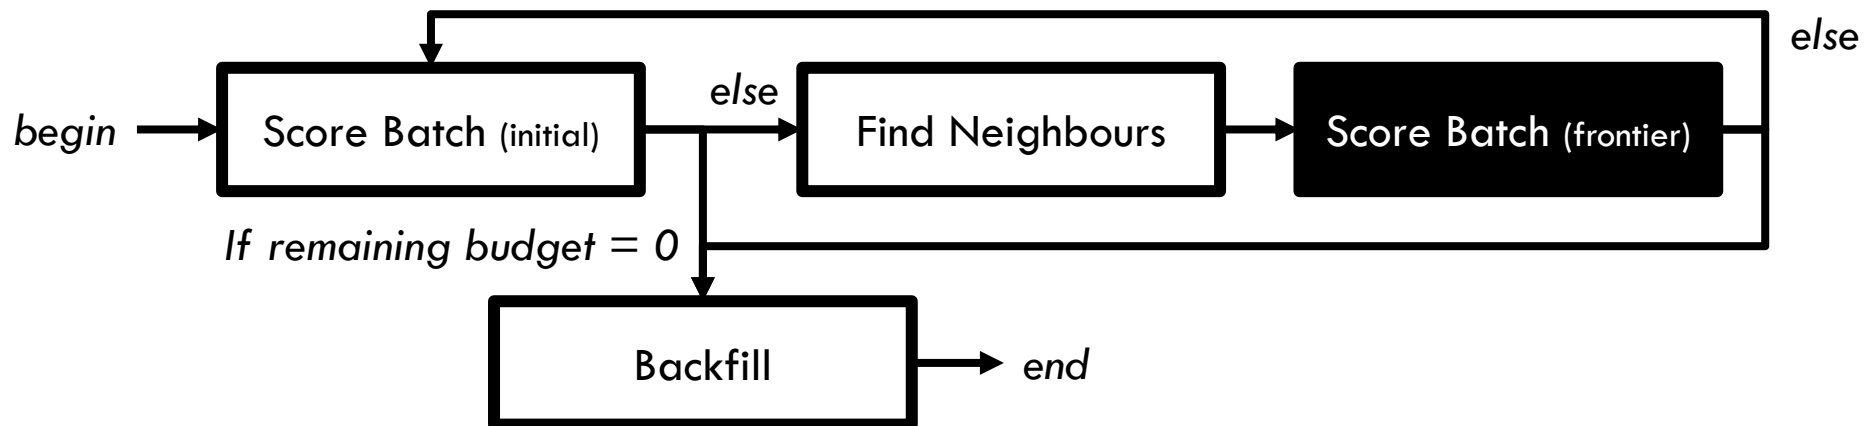 else
begin
Score Batch (initial)
else
Find Neighbours
Score Batch (frontier)
If remaining budget = 0
Backfill
end